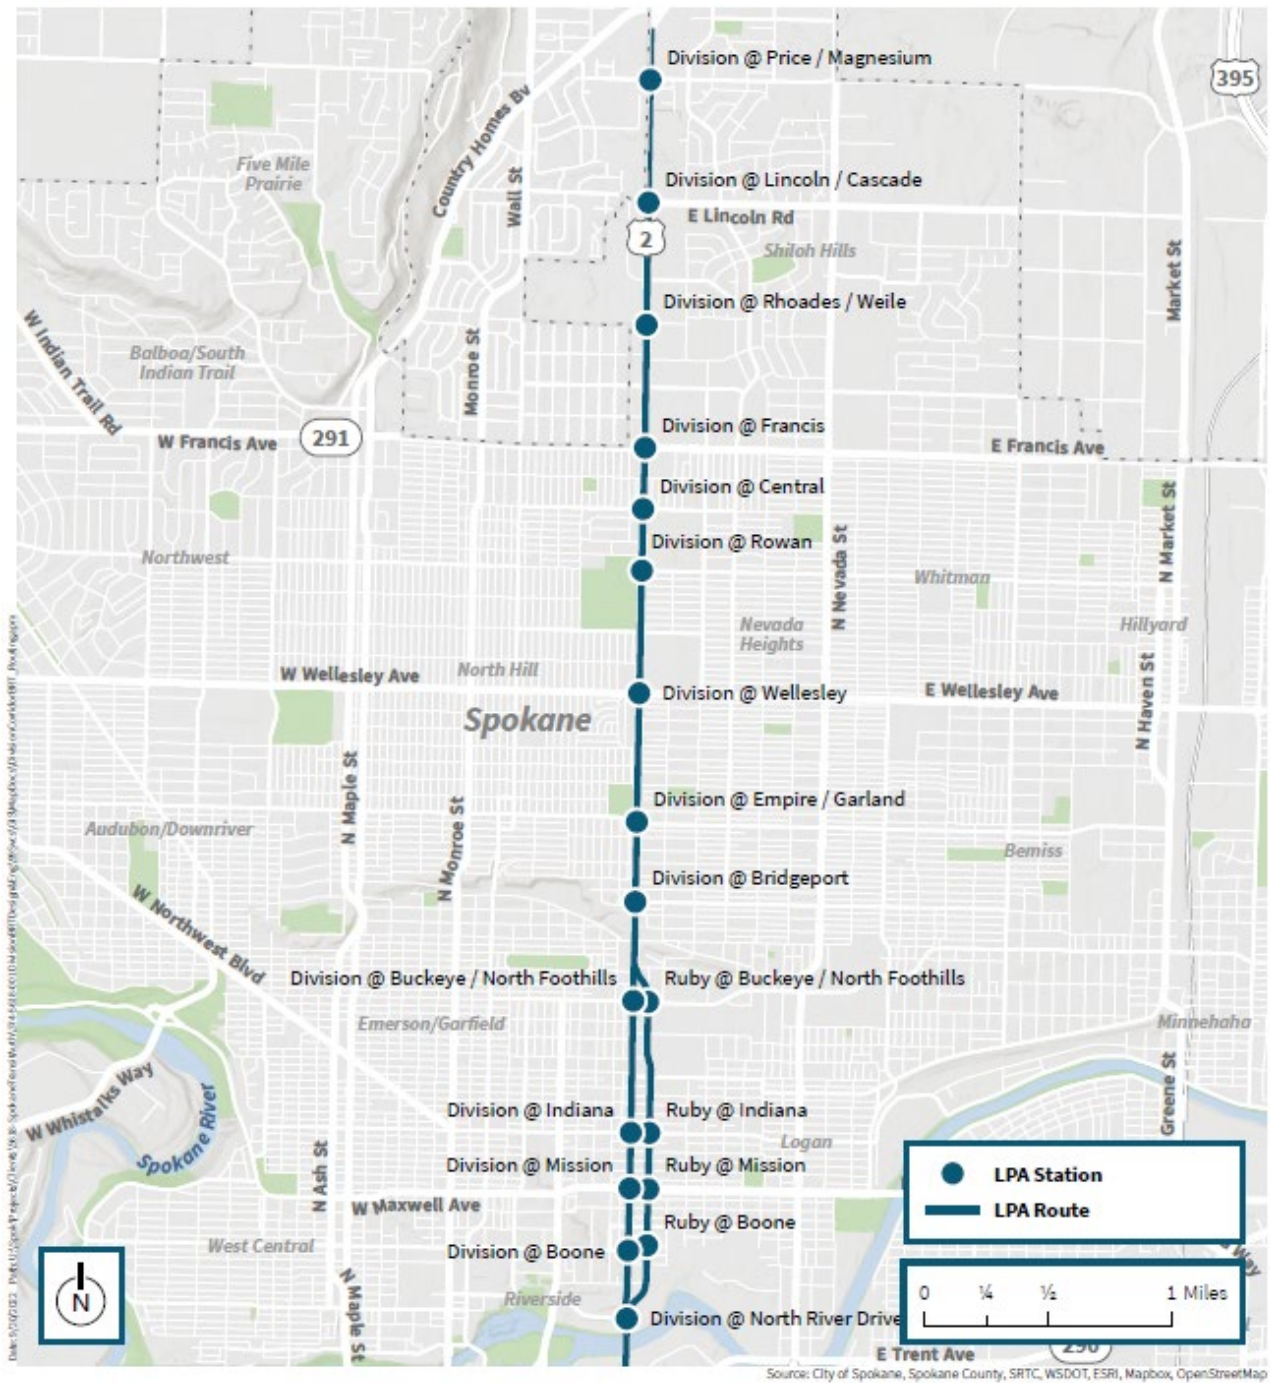 Division @ Price / Magnesium
395
Country Homes Bv
Five Mile
Prairie
Wall St
Division @ Lincoln / Cascade
E Lincoln Rd
2
Shiloh Hills
Market St
Division @ Rhoades / Weile
W Indian Trail Rd
Balboa/South
Indian Trail
Monroe St
Division @ Francis
W Francis Ave
291
E Francis Ave
Division @ Central
N Market St
Division @ Rowan
Northwest
N Nevada St
Whitman
Nevada
Heights
Hillyard
W Wellesley Ave
North Hill
Division @ Wellesley
E Wellesley Ave
N Haven St
Spokane
N Maple St
Division @ Empire / Garland
Audubon/Downriver
N Monroe St
Bemiss
Division @ Bridgeport
W Northwest Blvd
Division @ Buckeye / North Foothills
Ruby @ Buckeye / North Foothills
Emerson/Garfield
Minnehaha
W Whistalks Way
Spokane River
Greene St
Division @ Indiana
Ruby @ Indiana
Logan
Division @ Mission
Ruby @ Mission
N Ash St
W Maxwell Ave
Ruby @ Boone
West Central
Division @ Boone
N Maple St
Riverside
Division @ North River Drive
LPA Station
LPA Route
Way
0 ¼ ½ 1 Miles
N
E Trent Ave
290
Source: City of Spokane, Spokane County, SRTC, WSDOT, ESRI, Mapbox, OpenStreetMap